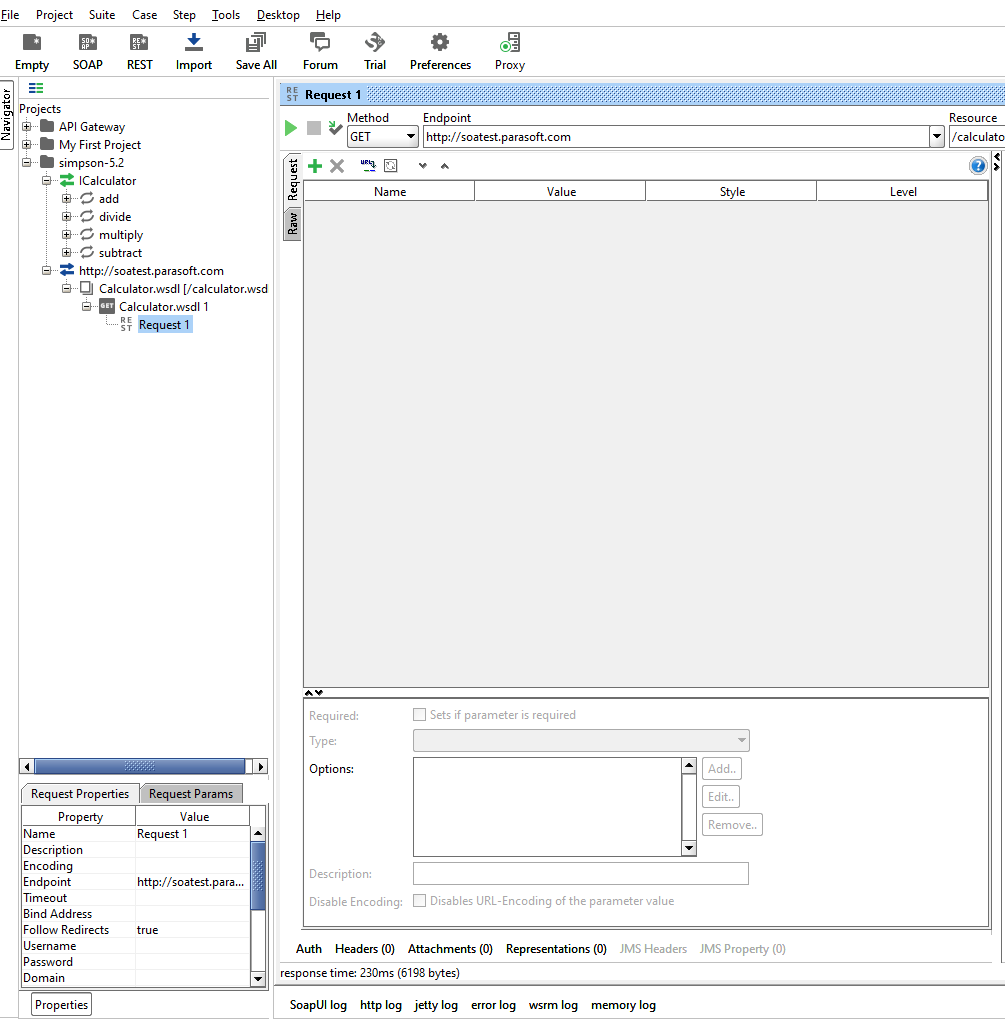 File Project Suite Case Step Tools Desktop Help
Empty SOAP REST Import Save All Forum Trial Preferences Proxy
Navigator
Projects
API Gateway
My First Project
simpson-5.2
ICalculator
add
divide
multiply
subtract
http://soatest.parasoft.com
Calculator.wsdl [/calculator.wsd
GET Calculator.wsdl 1
REST Request 1
Request Properties Request Params
Property Value
Name Request 1
Description
Encoding
Endpoint http://soatest.para...
Timeout
Bind Address
Follow Redirects true
Username
Password
Domain
Properties
REST Request 1
Method Endpoint Resource
GET http://soatest.parasoft.com /calculato
Request
Raw
Name Value Style Level
Required: Sets if parameter is required
Type:
Options: Add..
Edit..
Remove..
Description:
Disable Encoding: Disables URL-Encoding of the parameter value
Auth Headers (0) Attachments (0) Representations (0) JMS Headers JMS Property (0)
response time: 230ms (6198 bytes)
SoapUI log http log jetty log error log wsrm log memory log